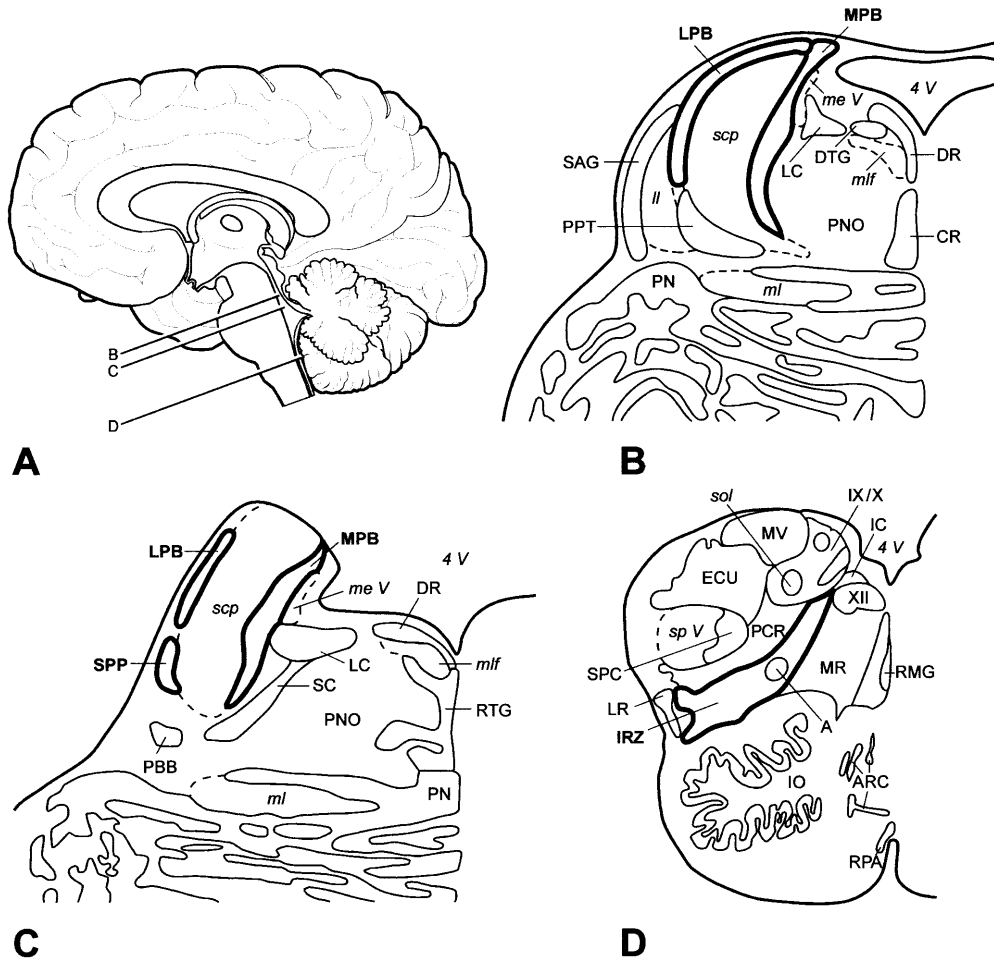 B
C
D
A
LPB
MPB
me V
4 V
scp
SAG
LC
DTG
mlf
DR
ll
PPT
PNO
CR
PN
ml
B
LPB
MPB
me V
4 V
DR
scp
SPP
LC
mlf
SC
PNO
RTG
PBB
ml
PN
C
sol
IX/X
MV
IC
4 V
ECU
XII
sp V
PCR
SPC
MR
RMG
LR
IRZ
A
IO
ARC
RPA
D